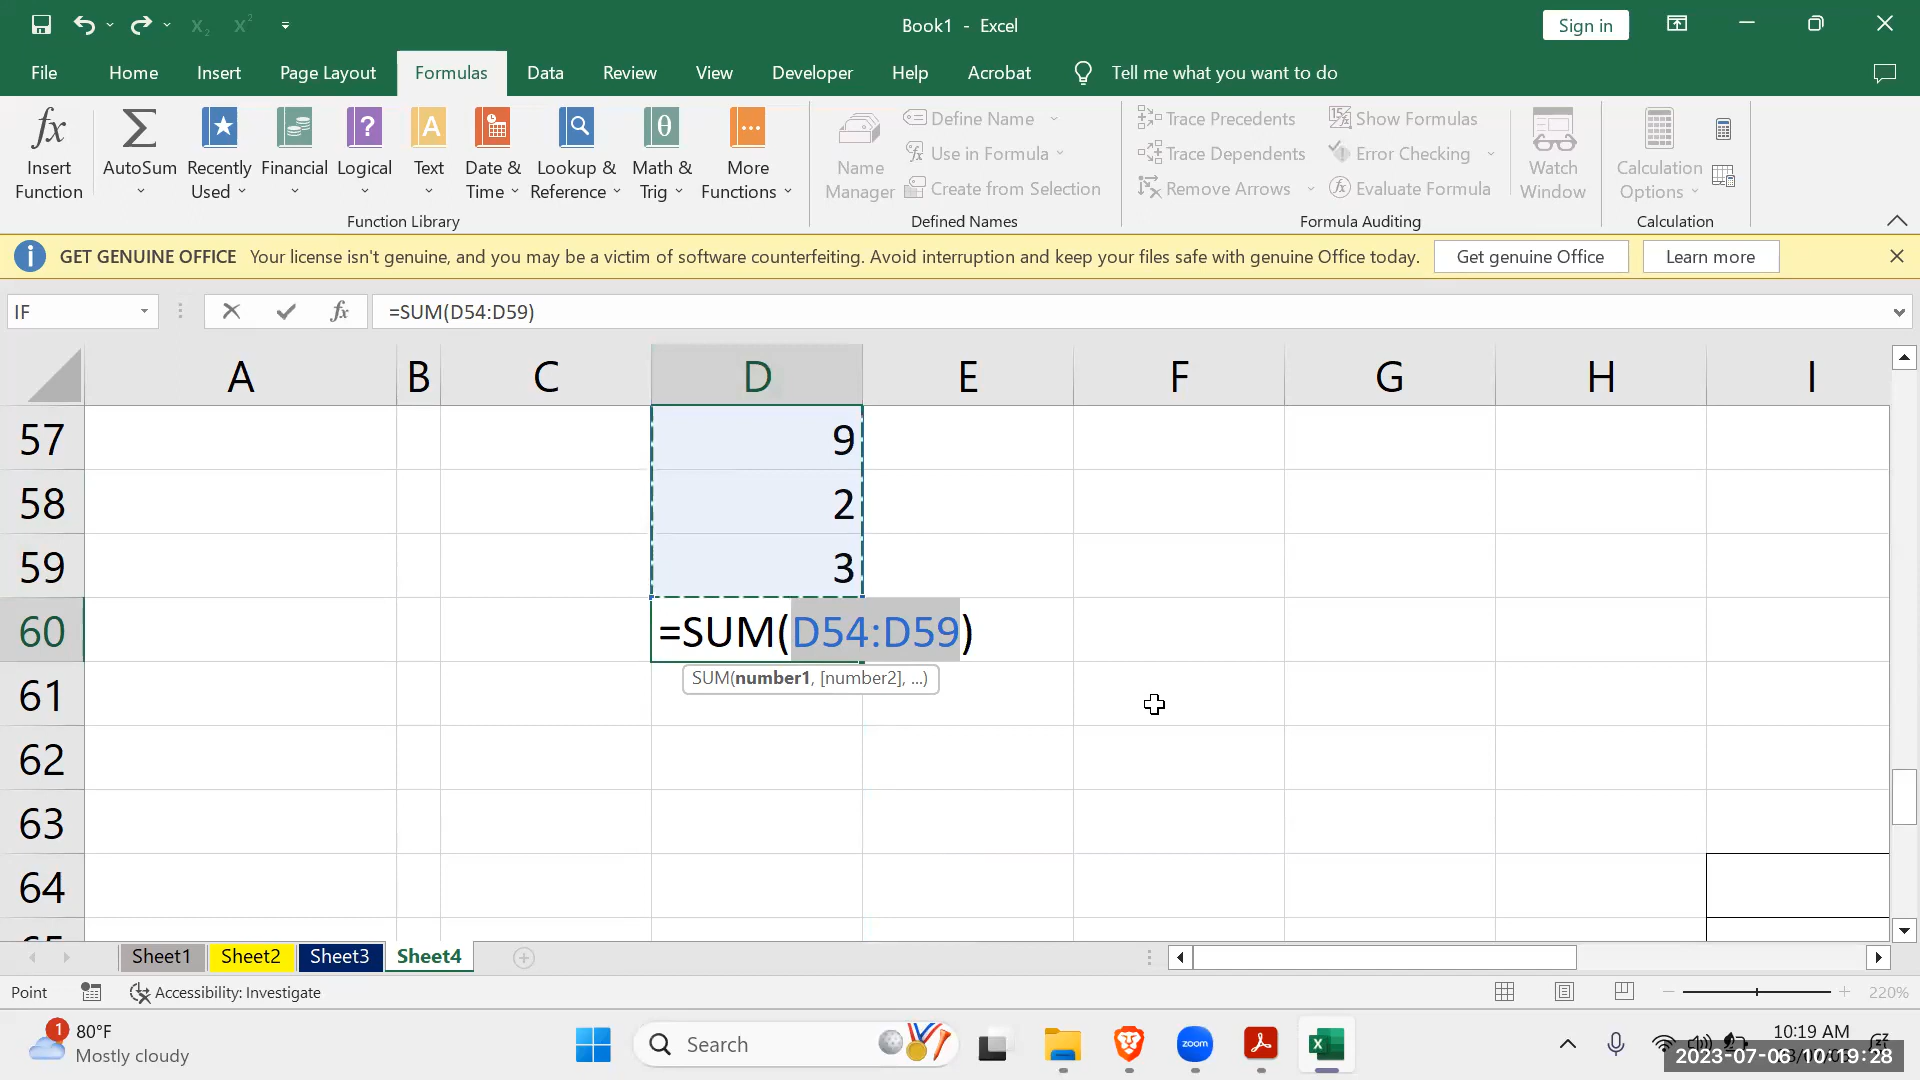 Book1 - Excel
Sign in
File Home Insert Page Layout Formulas Data Review View Developer Help Acrobat Tell me what you want to do
Insert Function
AutoSum
Recently Used
Financial
Logical
Text
Date & Time
Lookup & Reference
Math & Trig
More Functions
Function Library
Name Manager
Define Name
Use in Formula
Create from Selection
Defined Names
Trace Precedents
Trace Dependents
Remove Arrows
Show Formulas
Error Checking
Evaluate Formula
Formula Auditing
Watch Window
Calculation Options
Calculation
GET GENUINE OFFICE Your license isn't genuine, and you may be a victim of software counterfeiting. Avoid interruption and keep your files safe with genuine Office today. Get genuine Office Learn more
IF fx =SUM(D54:D59)
A B C D E F G H I
57 9
58 2
59 3
60 =SUM(D54:D59)
SUM(number1, [number2], ...)
61
62
63
64
Sheet1 Sheet2 Sheet3 Sheet4
Point Accessibility: Investigate 220%
1 80°F
Mostly cloudy
Search
zoom
10:19 AM
2023-07-06 10:19:28